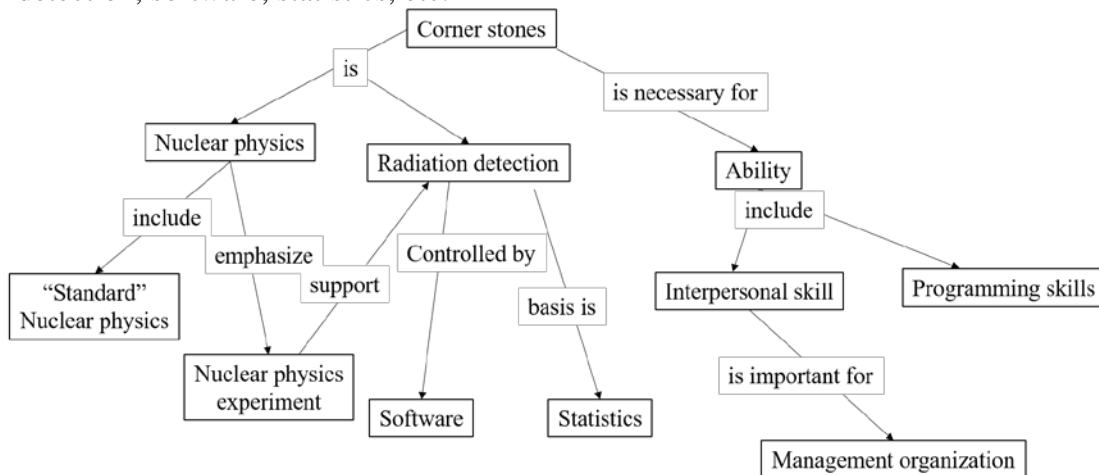 Corner stones
is
is necessary for
Nuclear physics
Radiation detection
Ability
include
include
emphasize
Controlled by
support
"Standard"
Nuclear physics
Interpersonal skill
Programming skills
basis is
Nuclear physics
experiment
is important for
Software
Statistics
Management organization